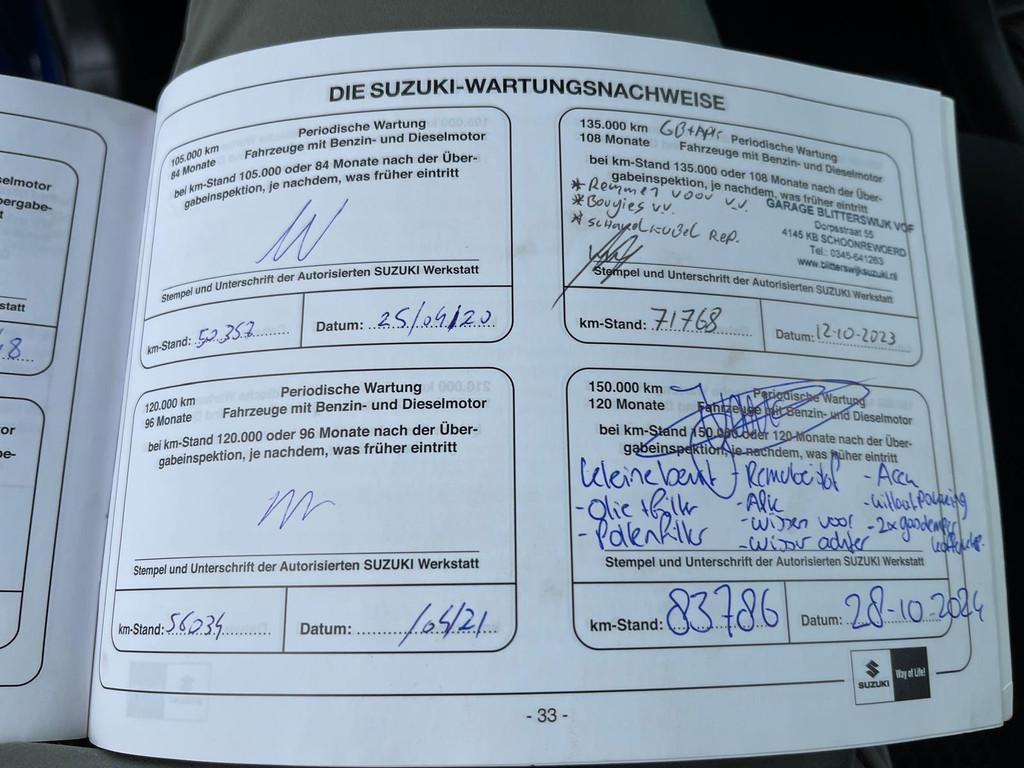 DIE SUZUKI-WARTUNGSNACHWEISE
105.000 km
84 Monate
Periodische Wartung
Fahrzeuge mit Benzin- und Dieselmotor
bei km-Stand 105.000 oder 84 Monate nach der Über-
gabeinspektion, je nachdem, was früher eintritt
Stempel und Unterschrift der Autorisierten SUZUKI Werkstatt
km-Stand: 50.357
Datum: 25/04/20
120.000 km
96 Monate
Periodische Wartung
Fahrzeuge mit Benzin- und Dieselmotor
bei km-Stand 120.000 oder 96 Monate nach der Über-
gabeinspektion, je nachdem, was früher eintritt
Stempel und Unterschrift der Autorisierten SUZUKI Werkstatt
km-Stand: 56034
Datum: /04/21
135.000 km GB+APK
108 Monate
Periodische Wartung
Fahrzeuge mit Benzin- und Dieselmotor
bei km-Stand 135.000 oder 108 Monate nach der Über-
gabeinspektion, je nachdem, was früher eintritt
* Remmen voor v.v.
* Bougies v.v.
* schandel Rep.
GARAGE BLITTERSWIJK VOF
Dorpsstraat 55
4145 KB SCHOONREWOERD
Tel.: 0345-641263
www.blitterswijksuzuki.nl
Stempel und Unterschrift der Autorisierten SUZUKI Werkstatt
km-Stand: 71768
Datum: 12-10-2023
150.000 km
120 Monate
Periodische Wartung
Fahrzeuge mit Benzin- und Dieselmotor
bei km-Stand 150.000 oder 120 Monate nach der Über-
gabeinspektion, je nachdem, was früher eintritt
kleine beurt - Remvloeistof - Accu
- Olie + filter - APK
- Pollenfilter - wisser voor - 2x gasdemper
- wisser achter
Stempel und Unterschrift der Autorisierten SUZUKI Werkstatt
km-Stand: 83786
Datum: 28-10-2024
SUZUKI
Way of Life!
- 33 -